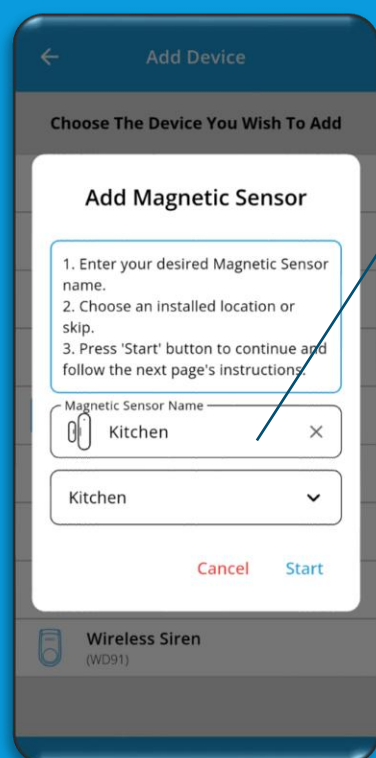 Add Device
Choose The Device You Wish To Add
Add Magnetic Sensor
1. Enter your desired Magnetic Sensor
name.
2. Choose an installed location or
skip.
3. Press 'Start' button to continue and
follow the next page's instructions.
Magnetic Sensor Name
Kitchen
Kitchen
Cancel Start
Wireless Siren
(WD91)